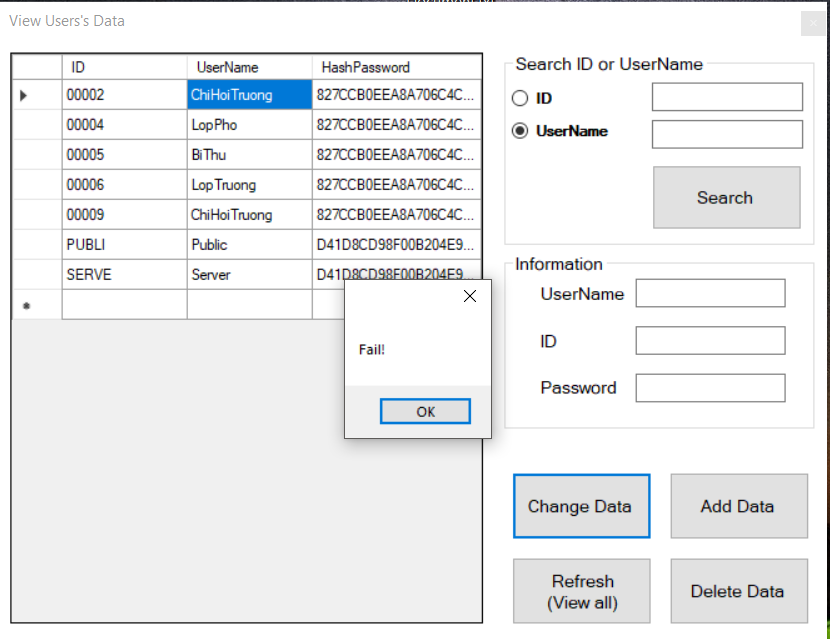 View Users's Data
ID UserName HashPassword
00002 ChiHoiTruong 827CCB0EEA8A706C4C...
00004 LopPho 827CCB0EEA8A706C4C...
00005 BiThu 827CCB0EEA8A706C4C...
00006 LopTruong 827CCB0EEA8A706C4C...
00009 ChiHoiTruong 827CCB0EEA8A706C4C...
PUBLI Public D41D8CD98F00B204E9...
SERVE Server D41D8CD98F00B204E9...
Fail!
OK
Search ID or UserName
ID
UserName
Search
Information
UserName
ID
Password
Change Data
Add Data
Refresh
(View all)
Delete Data